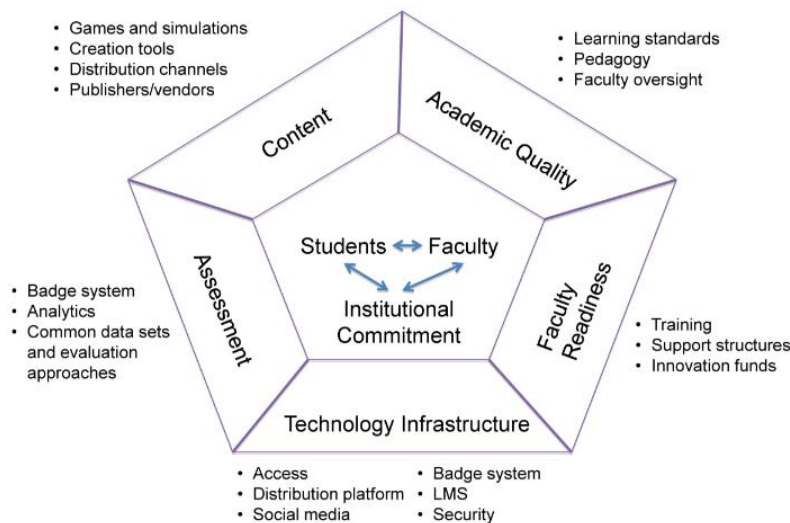 • Games and simulations
• Creation tools
• Distribution channels
• Publishers/vendors
• Learning standards
• Pedagogy
• Faculty oversight
Content
Academic Quality
Students
Faculty
Institutional
Commitment
Assessment
Faculty
Readiness
• Badge system
• Analytics
• Common data sets
and evaluation
approaches
• Training
• Support structures
• Innovation funds
Technology Infrastructure
• Access
• Distribution platform
• Social media
• Badge system
• LMS
• Security